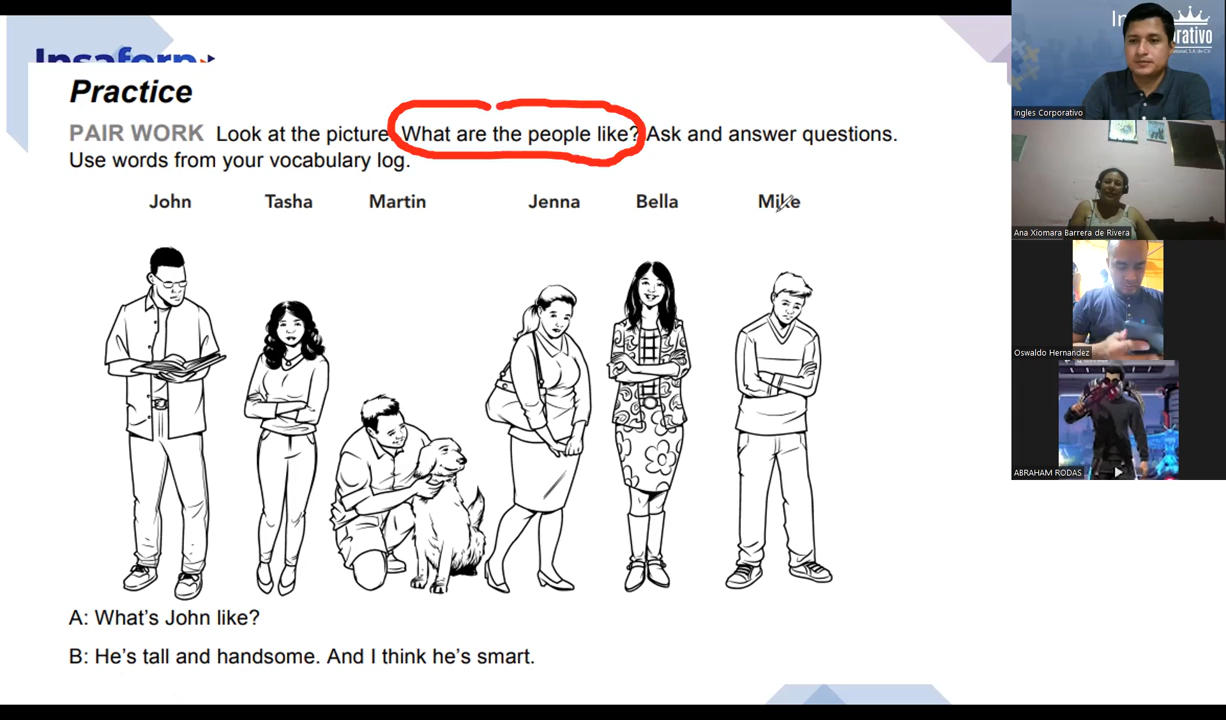 Insaforp
Practice
PAIR WORK Look at the picture. What are the people like? Ask and answer questions.
Use words from your vocabulary log.
John Tasha Martin Jenna Bella Mike
A: What's John like?
B: He's tall and handsome. And I think he's smart.
Ingles Corporativo
Ana Xiomara Barrera de Rivera
Oswaldo Hernandez
ABRAHAM RODAS